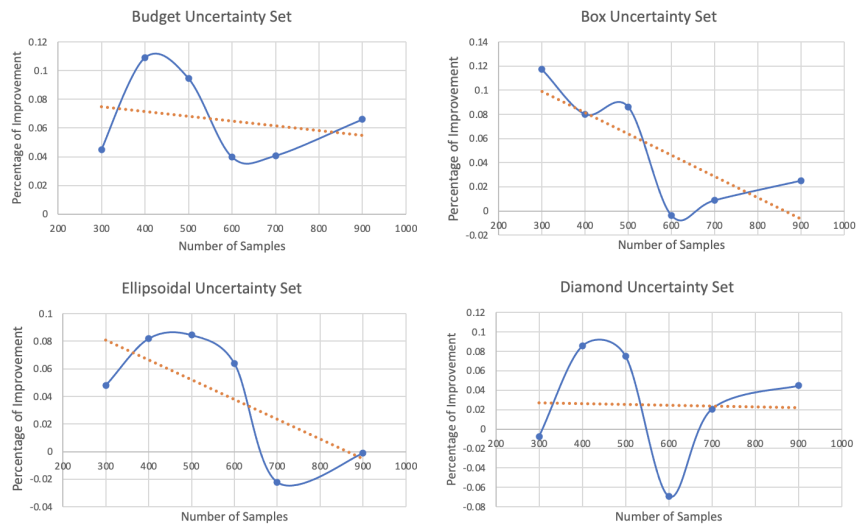 Budget Uncertainty Set
Percentage of Improvement
0.12
0.1
0.08
0.06
0.04
0.02
0
200 300 400 500 600 700 800 900 1000
Number of Samples
Box Uncertainty Set
Percentage of Improvement
0.14
0.12
0.1
0.08
0.06
0.04
0.02
0
-0.02
200 300 400 500 600 700 800 900 1000
Number of Samples
Ellipsoidal Uncertainty Set
Percentage of Improvement
0.1
0.08
0.06
0.04
0.02
0
-0.02
-0.04
200 300 400 500 600 700 800 900 1000
Number of Samples
Diamond Uncertainty Set
Percentage of Improvement
0.12
0.1
0.08
0.06
0.04
0.02
0
-0.02
-0.04
-0.06
-0.08
200 300 400 500 600 700 800 900 1000
Number of Samples